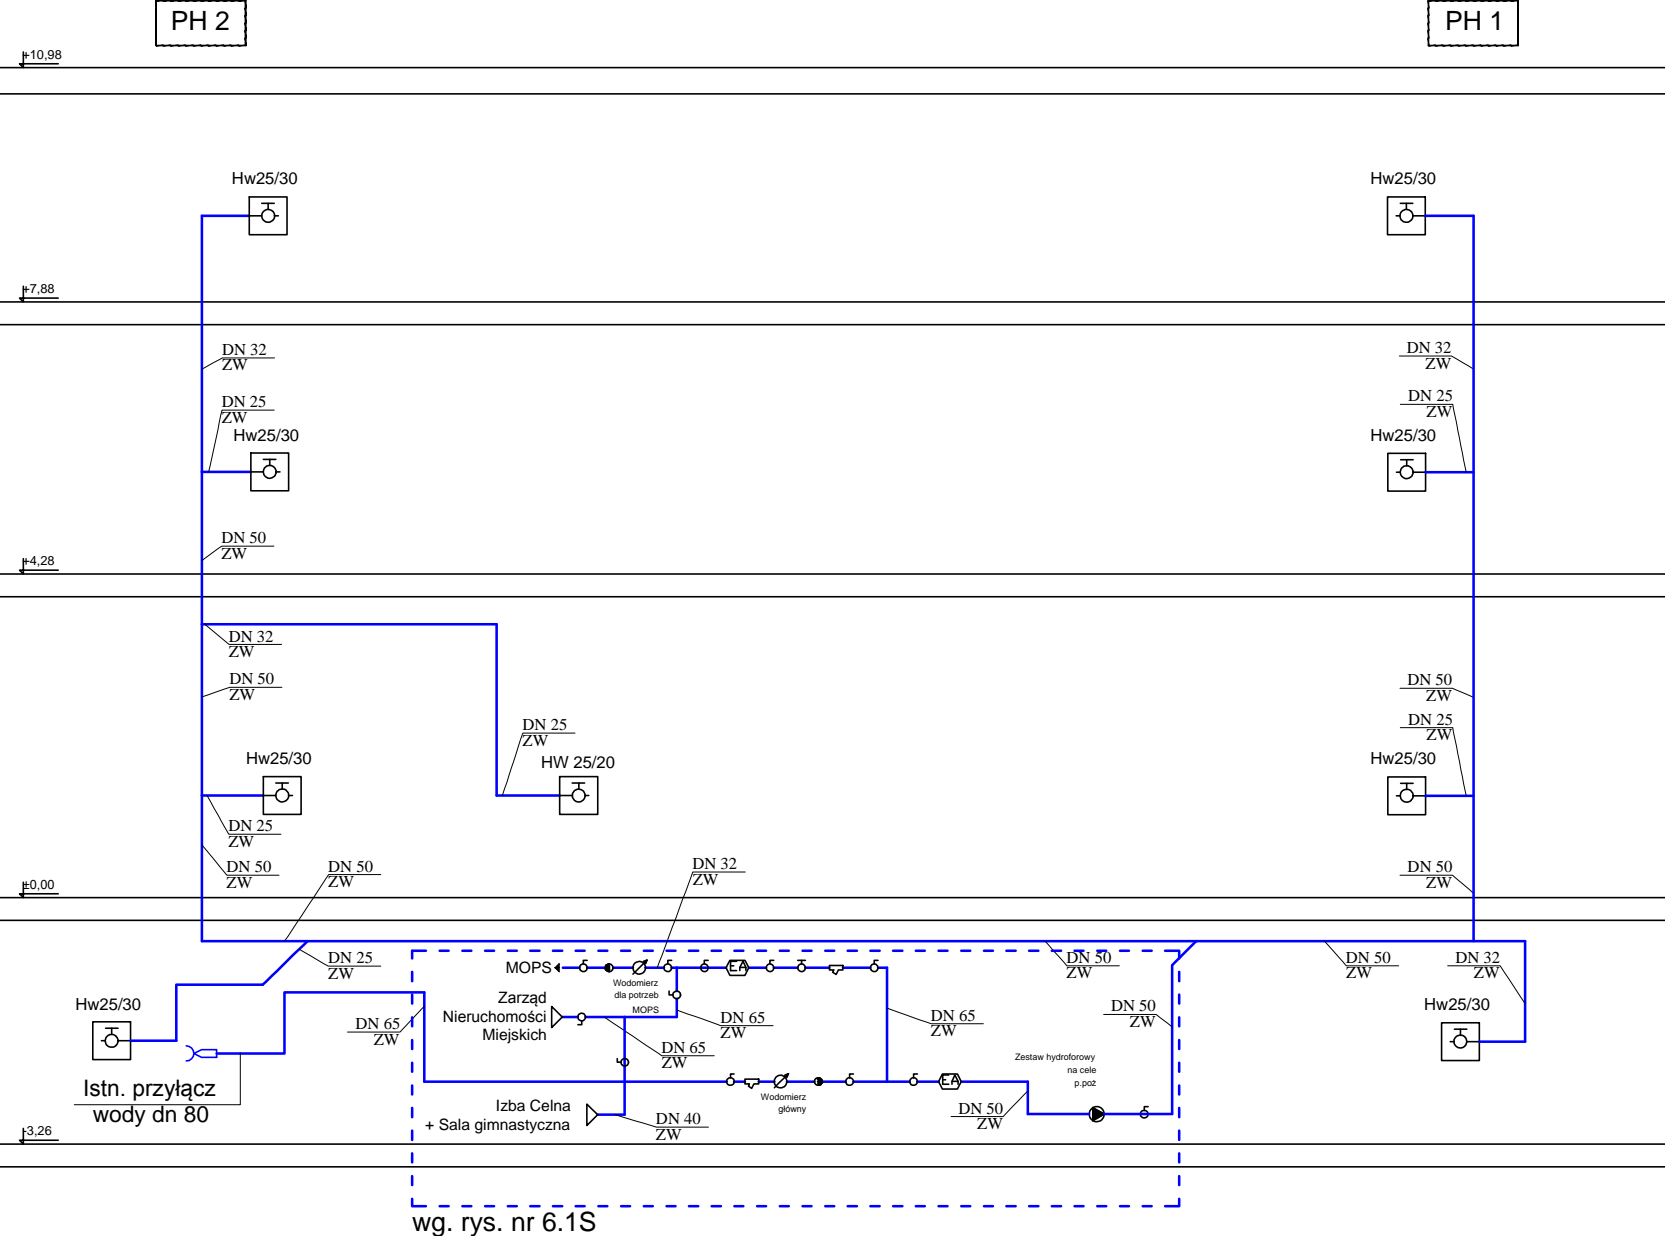 PH 2
PH 1
+10,98
Hw25/30
Hw25/30
+7,88
DN 32
ZW
DN 32
ZW
DN 25
ZW
DN 25
ZW
Hw25/30
Hw25/30
DN 50
ZW
+4,28
DN 32
ZW
DN 50
ZW
DN 50
ZW
DN 25
ZW
DN 25
ZW
Hw25/30
HW 25/20
Hw25/30
DN 25
ZW
DN 50
ZW
DN 50
ZW
DN 32
ZW
DN 50
ZW
±0,00
DN 25
ZW
MOPS
EA
DN 50
ZW
DN 50
ZW
DN 32
ZW
Wodomierz
dla potrzeb
MOPS
Zarząd
Nieruchomości
Miejskich
Hw25/30
Hw25/30
DN 65
ZW
DN 65
ZW
DN 65
ZW
DN 50
ZW
DN 65
ZW
Zestaw hydroforowy
na cele
p.poż
Istn. przyłącz
wody dn 80
EA
Wodomierz
główny
Izba Celna
+ Sala gimnastyczna
DN 40
ZW
DN 50
ZW
-3,26
wg. rys. nr 6.1S